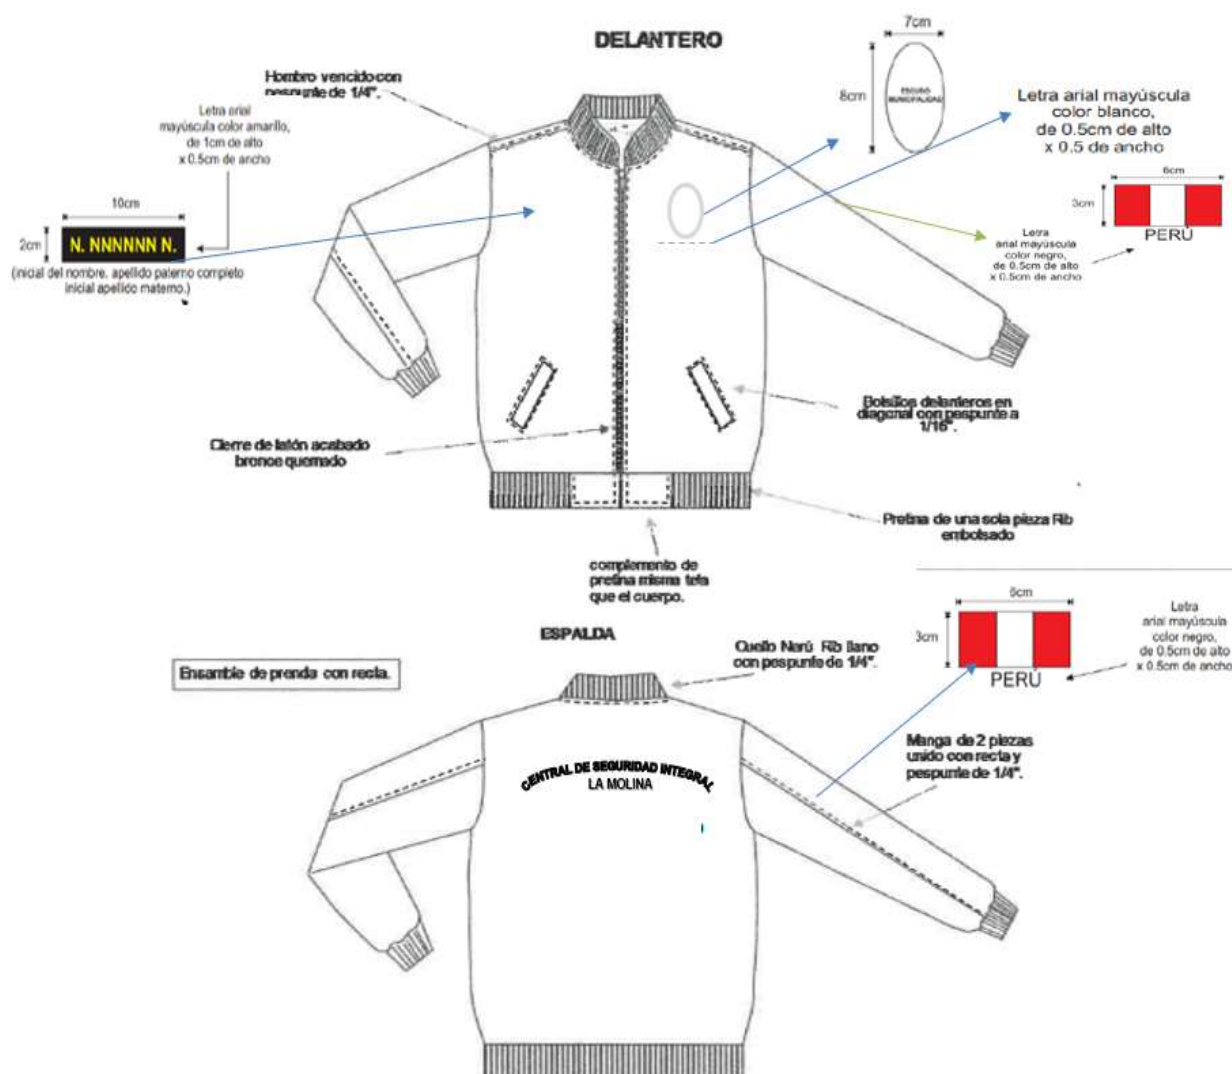 DELANTERO
7cm
8cm
ESCUDO
MUNICIPALIDAD
Hombro vencido con
pespunte de 1/4".
Letra arial
mayúscula color amarillo,
de 1cm de alto
x 0.5cm de ancho
10cm
2cm
N. NNNNNN N.
(inicial del nombre, apellido paterno completo
inicial apellido materno.)
Letra arial mayúscula
color blanco,
de 0.5cm de alto
x 0.5 de ancho
6cm
3cm
PERÚ
Letra
arial mayúscula
color negro,
de 0.5cm de alto
x 0.5cm de ancho
Bolsillos delanteros en
diagonal con pespunte a
1/16".
Cierre de latón acabado
bronce quemado
Pretina de una sola pieza Rib
embolsado
complemento de
pretina misma tela
que el cuerpo.
ESPALDA
Ensamble de prenda con recta.
Cuello Nerú Rib llano
con pespunte de 1/4".
6cm
3cm
PERÚ
Letra
arial mayúscula
color negro,
de 0.5cm de alto
x 0.5cm de ancho
Manga de 2 piezas
unido con recta y
pespunte de 1/4".
CENTRAL DE SEGURIDAD INTEGRAL
LA MOLINA